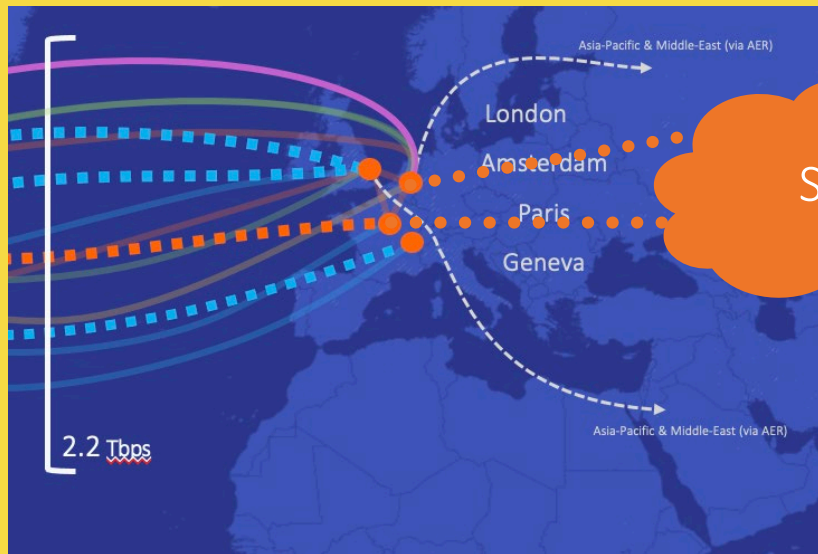 Asia-Pacific & Middle-East (via AER)
London
Amsterdam
Paris
Geneva
S
2.2 Tbps
Asia-Pacific & Middle-East (via AER)